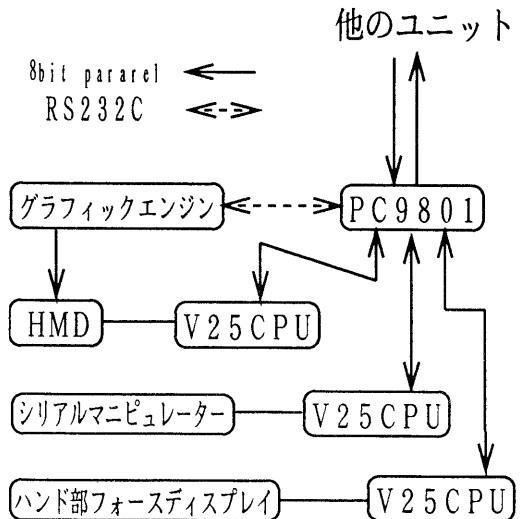 他のユニット
8bit pararel
RS232C
グラフィックエンジン
PC9801
HMD
V25CPU
シリアルマニピュレーター
V25CPU
ハンド部フォースディスプレイ
V25CPU